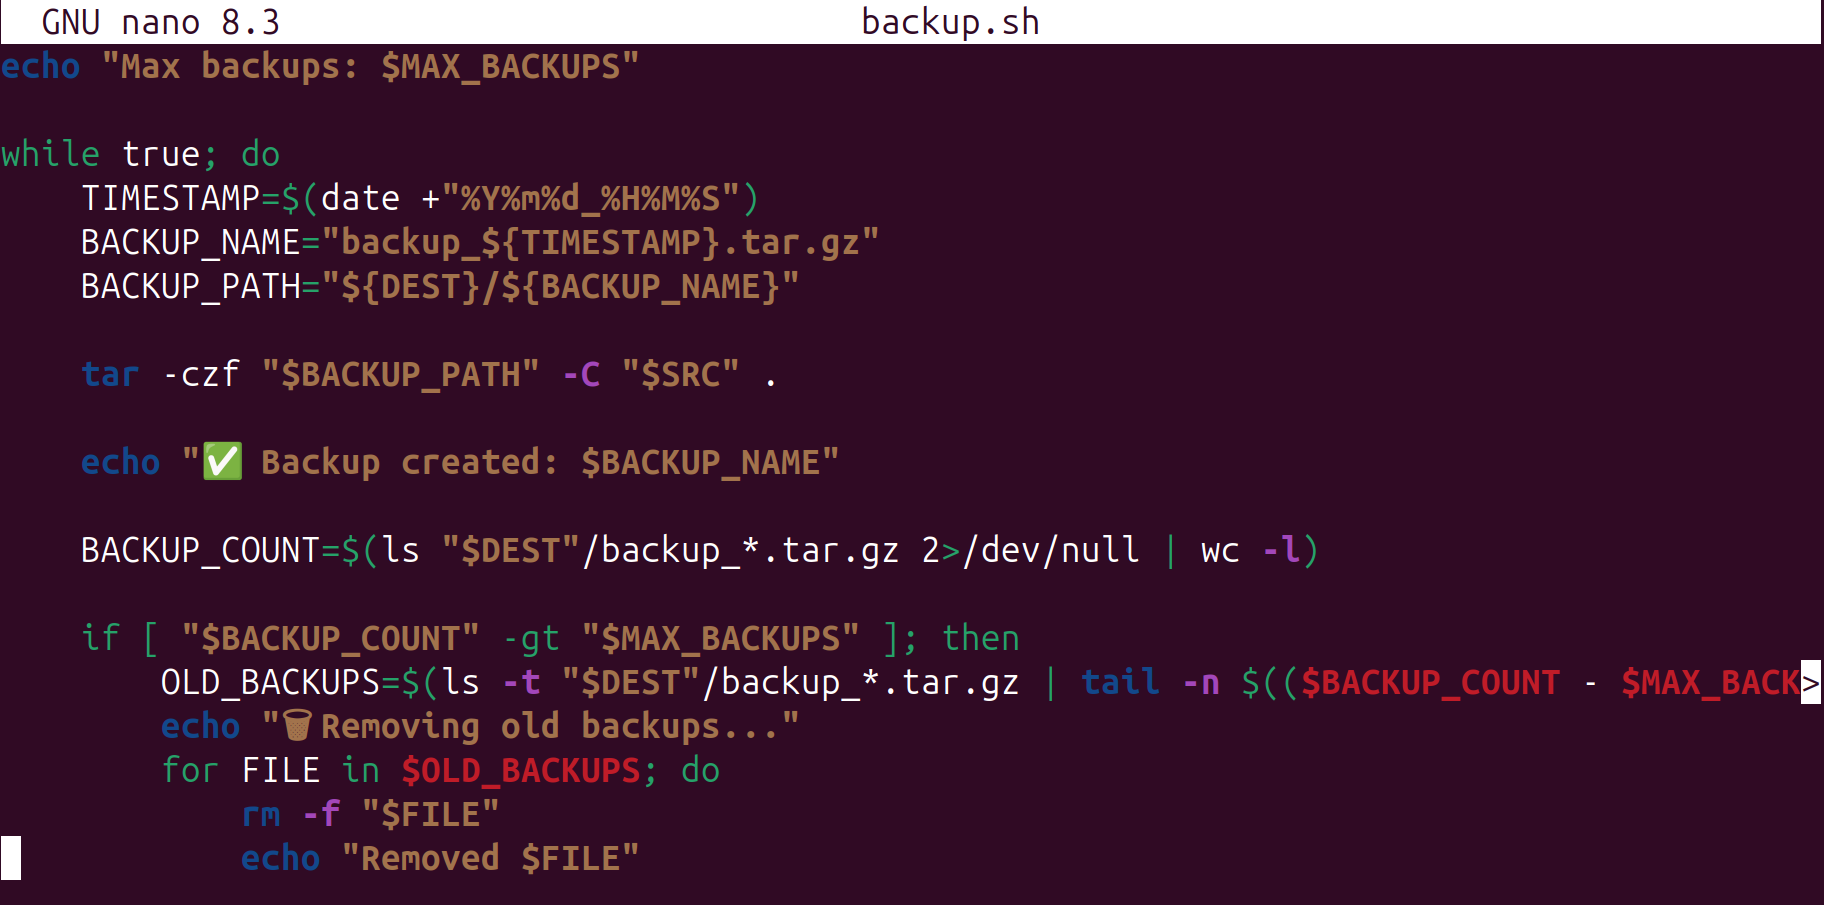 GNU nano 8.3 backup.sh
echo "Max backups: $MAX_BACKUPS"
while true; do
    TIMESTAMP=$(date +"%Y%m%d_%H%M%S")
    BACKUP_NAME="backup_${TIMESTAMP}.tar.gz"
    BACKUP_PATH="${DEST}/${BACKUP_NAME}"
    tar -czf "$BACKUP_PATH" -C "$SRC" .
    echo "✅ Backup created: $BACKUP_NAME"
    BACKUP_COUNT=$(ls "$DEST"/backup_*.tar.gz 2>/dev/null | wc -l)
    if [ "$BACKUP_COUNT" -gt "$MAX_BACKUPS" ]; then
        OLD_BACKUPS=$(ls -t "$DEST"/backup_*.tar.gz | tail -n $(($BACKUP_COUNT - $MAX_BACK>
        echo "🗑 Removing old backups..."
        for FILE in $OLD_BACKUPS; do
            rm -f "$FILE"
            echo "Removed $FILE"